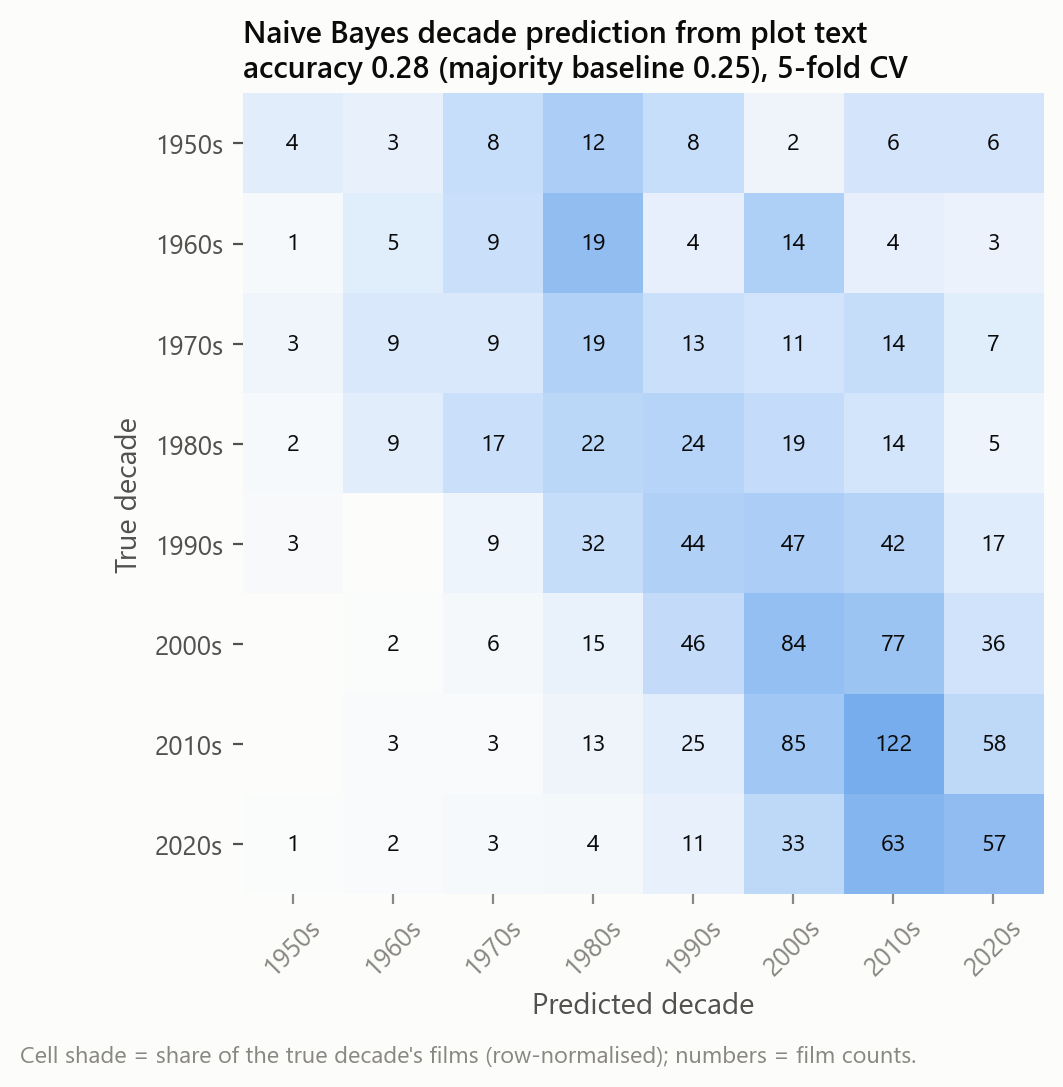 Naive Bayes decade prediction from plot text
accuracy 0.28 (majority baseline 0.25), 5-fold CV
1950s 4 3 8 12 8 2 6 6
1960s 1 5 9 19 4 14 4 3
1970s 3 9 9 19 13 11 14 7
1980s 2 9 17 22 24 19 14 5
1990s 3 9 32 44 47 42 17
2000s 2 6 15 46 84 77 36
2010s 3 3 13 25 85 122 58
2020s 1 2 3 4 11 33 63 57
True decade
1950s 1960s 1970s 1980s 1990s 2000s 2010s 2020s
Predicted decade
Cell shade = share of the true decade's films (row-normalised); numbers = film counts.